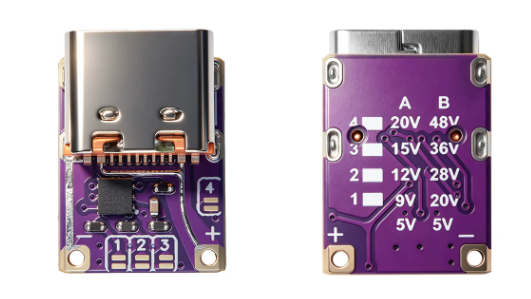 4
− +
1 2 3
A B
4 20V 48V
3 15V 36V
2 12V 28V
1 9V 20V
5V 5V
+ −